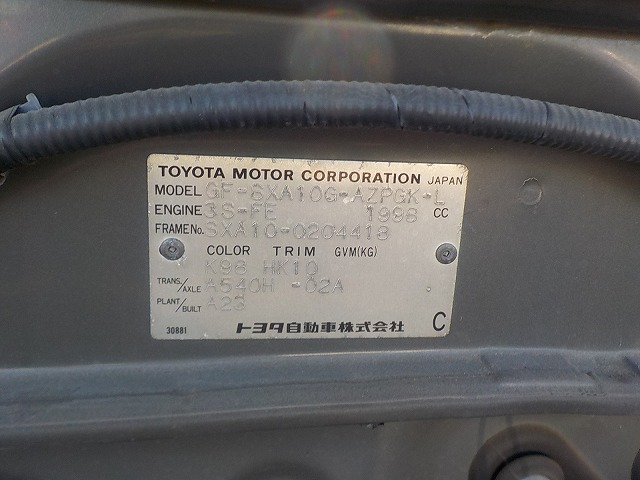 TOYOTA MOTOR CORPORATION JAPAN
MODEL GF-SXA10G-AZPGK-L
ENGINE 3S-FE 1998 CC
FRAME No. SXA10-0204418
COLOR TRIM GVM(KG)
HK10
TRANS/AXLE A540H -02A
PLANT/BUILT
30881 トヨタ自動車株式会社 C